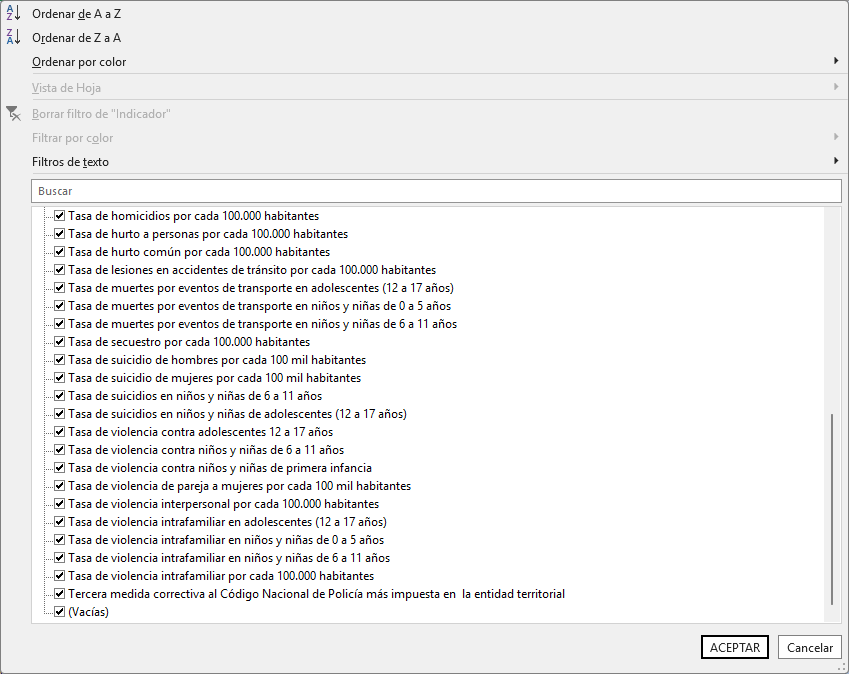 Ordenar de A a Z
Ordenar de Z a A
Ordenar por color
Vista de Hoja
Borrar filtro de "Indicador"
Filtrar por color
Filtros de texto
Buscar
Tasa de homicidios por cada 100.000 habitantes
Tasa de hurto a personas por cada 100.000 habitantes
Tasa de hurto común por cada 100.000 habitantes
Tasa de lesiones en accidentes de tránsito por cada 100.000 habitantes
Tasa de muertes por eventos de transporte en adolescentes (12 a 17 años)
Tasa de muertes por eventos de transporte en niños y niñas de 0 a 5 años
Tasa de muertes por eventos de transporte en niños y niñas de 6 a 11 años
Tasa de secuestro por cada 100.000 habitantes
Tasa de suicidio de hombres por cada 100 mil habitantes
Tasa de suicidio de mujeres por cada 100 mil habitantes
Tasa de suicidios en niños y niñas de 6 a 11 años
Tasa de suicidios en niños y niñas de adolescentes (12 a 17 años)
Tasa de violencia contra adolescentes 12 a 17 años
Tasa de violencia contra niños y niñas de 6 a 11 años
Tasa de violencia contra niños y niñas de primera infancia
Tasa de violencia de pareja a mujeres por cada 100 mil habitantes
Tasa de violencia interpersonal por cada 100.000 habitantes
Tasa de violencia intrafamiliar en adolescentes (12 a 17 años)
Tasa de violencia intrafamiliar en niños y niñas de 0 a 5 años
Tasa de violencia intrafamiliar en niños y niñas de 6 a 11 años
Tasa de violencia intrafamiliar por cada 100.000 habitantes
Tercera medida correctiva al Código Nacional de Policía más impuesta en  la entidad territorial
(Vacías)
ACEPTAR Cancelar